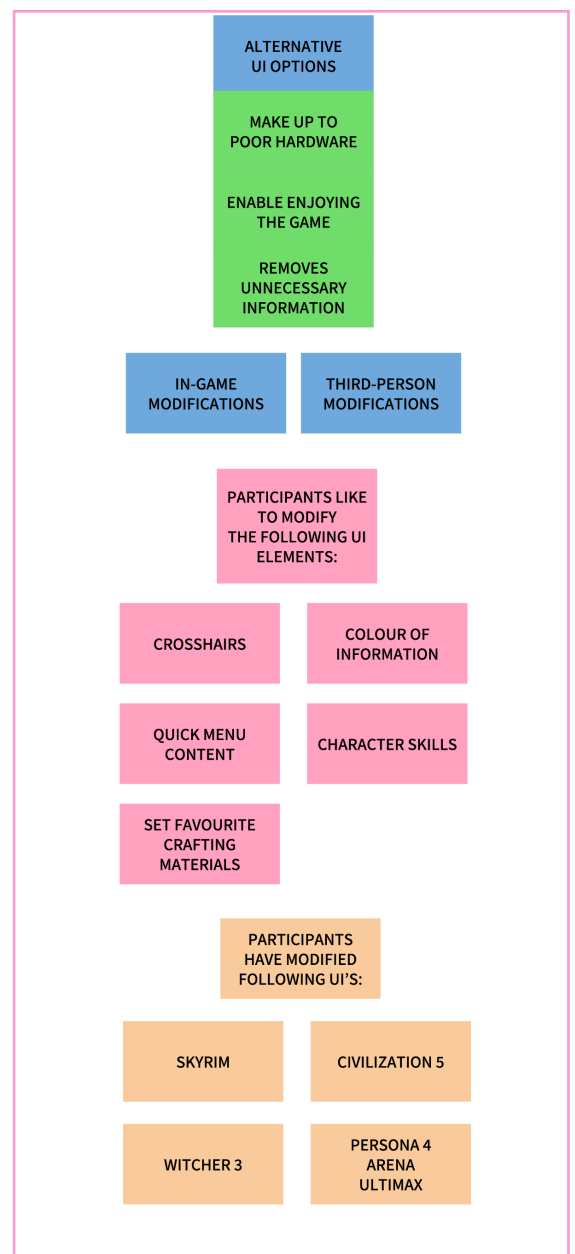 ALTERNATIVE
UI OPTIONS
MAKE UP TO
POOR HARDWARE
ENABLE ENJOYING
THE GAME
REMOVES
UNNECESSARY
INFORMATION
IN-GAME
MODIFICATIONS
THIRD-PERSON
MODIFICATIONS
PARTICIPANTS LIKE
TO MODIFY
THE FOLLOWING UI
ELEMENTS:
CROSSHAIRS
COLOUR OF
INFORMATION
QUICK MENU
CONTENT
CHARACTER SKILLS
SET FAVOURITE
CRAFTING
MATERIALS
PARTICIPANTS
HAVE MODIFIED
FOLLOWING UI’S:
SKYRIM
CIVILIZATION 5
WITCHER 3
PERSONA 4
ARENA
ULTIMAX